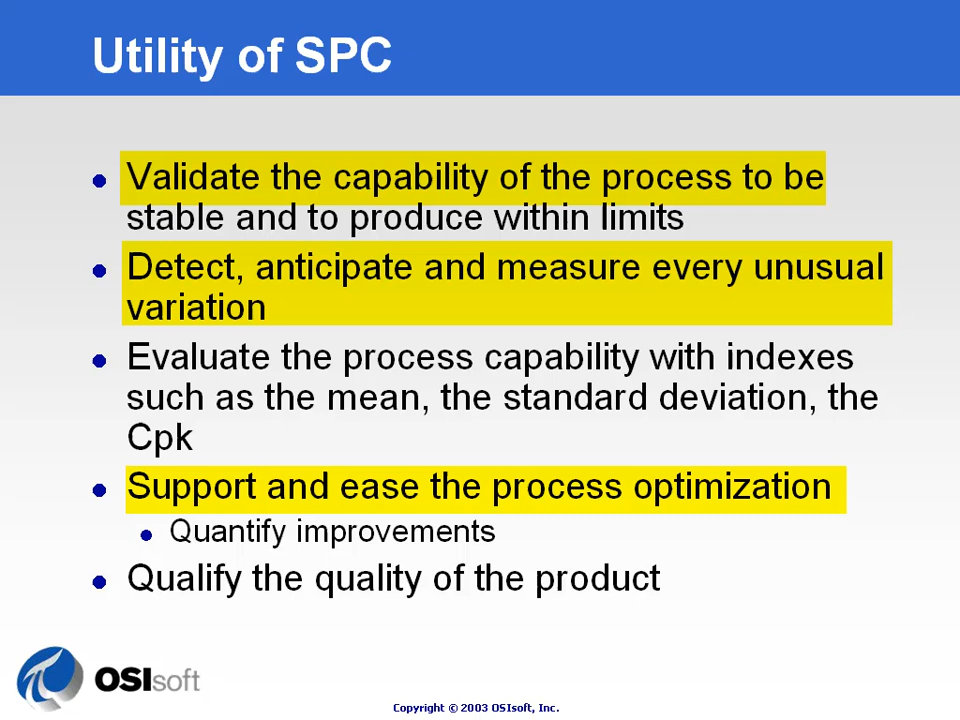 Utility of SPC
Validate the capability of the process to be
stable and to produce within limits
Detect, anticipate and measure every unusual
variation
Evaluate the process capability with indexes
such as the mean, the standard deviation, the
Cpk
Support and ease the process optimization
Quantify improvements
Qualify the quality of the product
OSIsoft
Copyright © 2003 OSIsoft, Inc.